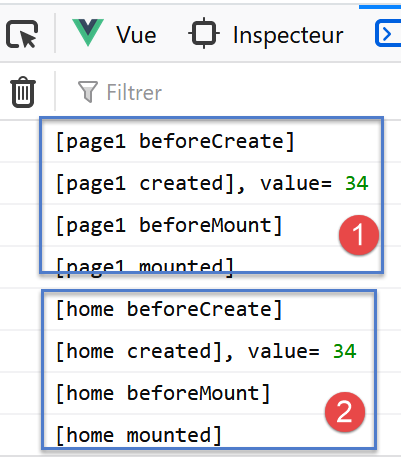 Vue
Inspecteur
Filtrer
[page1 beforeCreate]
[page1 created], value= 34
[page1 beforeMount]
1
[page1 mounted]
[home beforeCreate]
[home created], value= 34
[home beforeMount]
2
[home mounted]